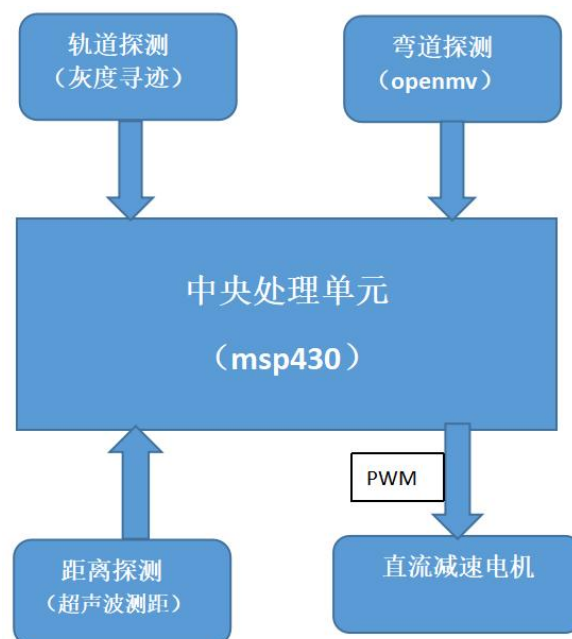 轨道探测
（灰度寻迹）
弯道探测
（openmv）
中央处理单元
（msp430）
PWM
距离探测
（超声波测距）
直流减速电机